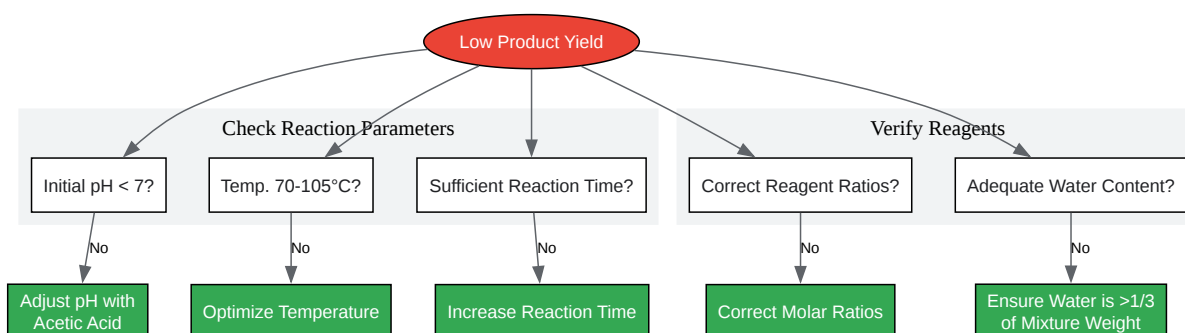 Low Product Yield
Check Reaction Parameters
Verify Reagents
Initial pH < 7?
Temp. 70-105°C?
Sufficient Reaction Time?
Correct Reagent Ratios?
Adequate Water Content?
No
No
No
No
No
Adjust pH with
Acetic Acid
Optimize Temperature
Increase Reaction Time
Correct Molar Ratios
Ensure Water is >1/3
of Mixture Weight